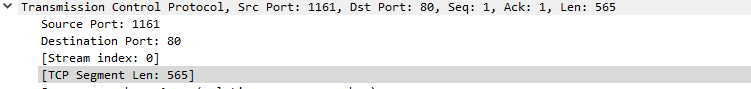 Transmission Control Protocol, Src Port: 1161, Dst Port: 80, Seq: 1, Ack: 1, Len: 565
Source Port: 1161
Destination Port: 80
[Stream index: 0]
[TCP Segment Len: 565]